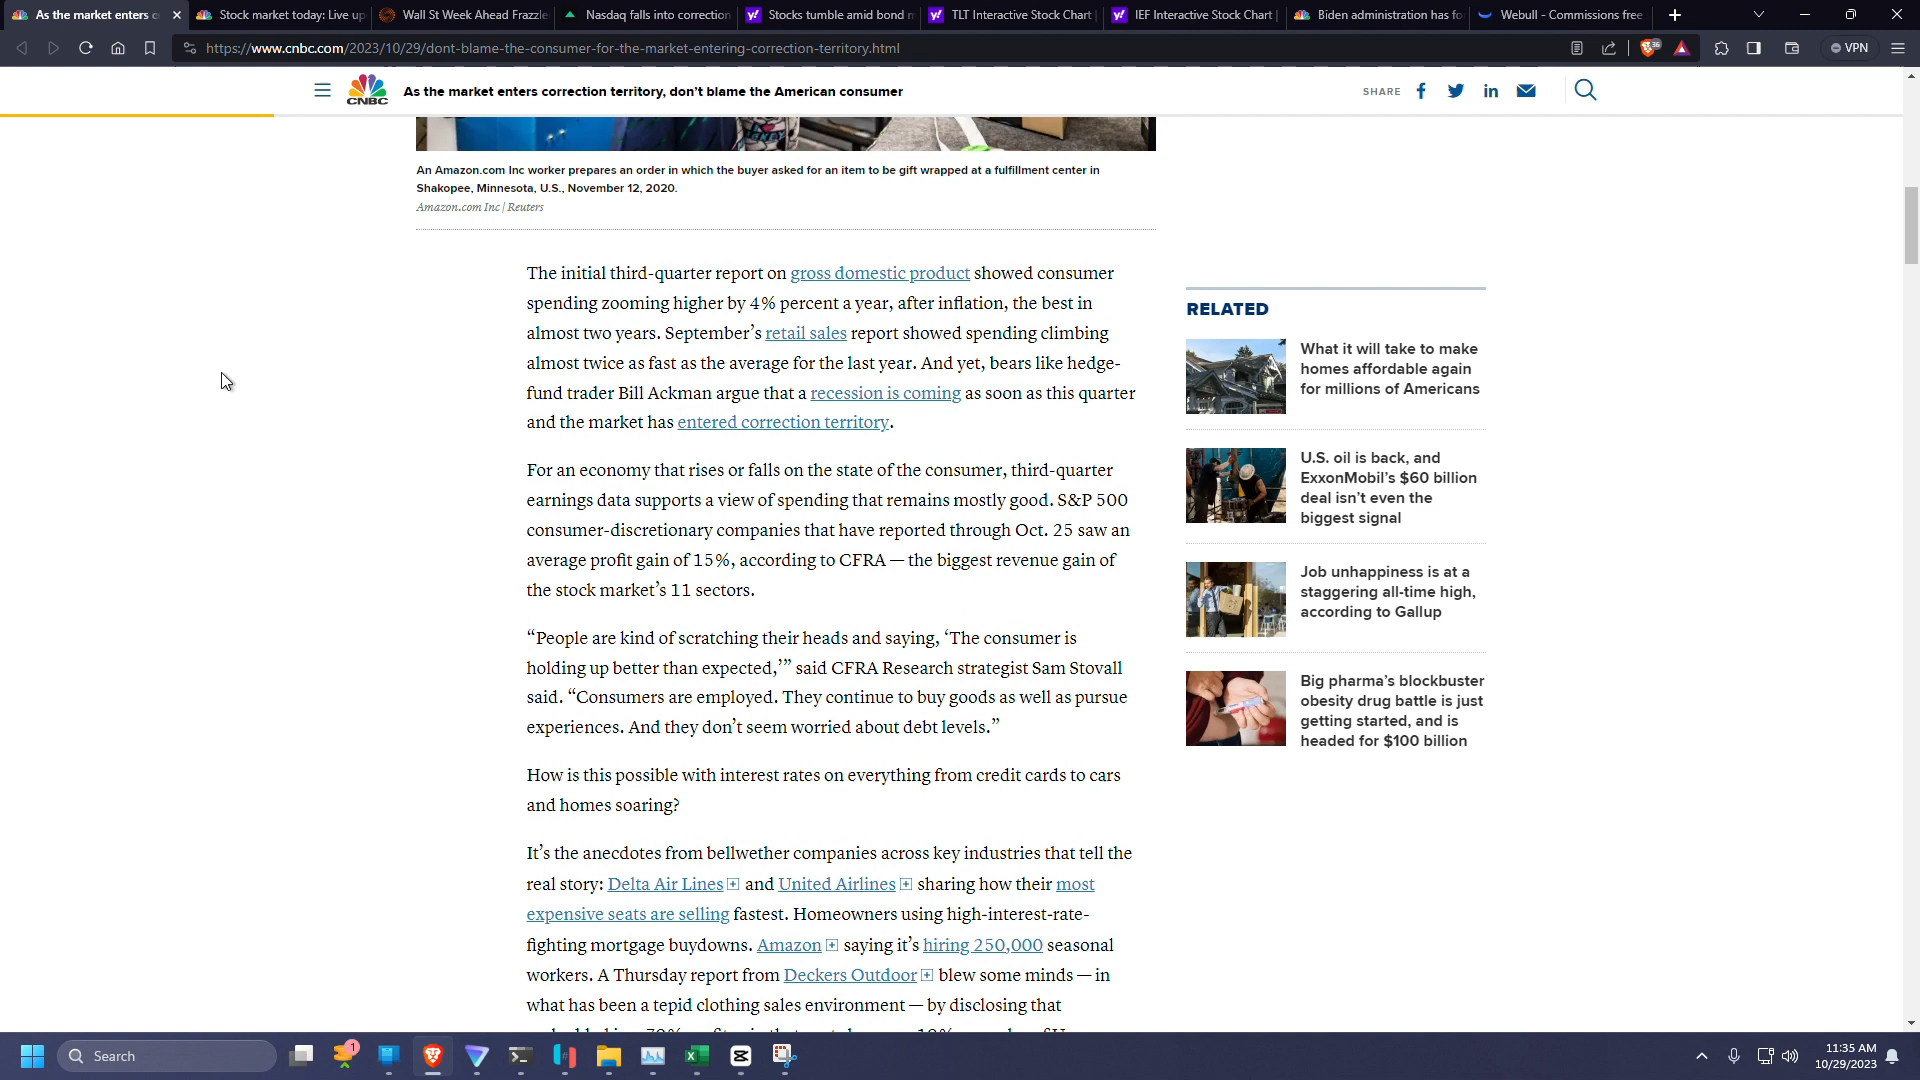 As the market enters c
Stock market today: Live up
Wall St Week Ahead Frazzle
Nasdaq falls into correction
Stocks tumble amid bond m
TLT Interactive Stock Chart
IEF Interactive Stock Chart
Biden administration has fo
Webull - Commissions free
https://www.cnbc.com/2023/10/29/dont-blame-the-consumer-for-the-market-entering-correction-territory.html
36
VPN
CNBC
As the market enters correction territory, don’t blame the American consumer
SHARE
An Amazon.com Inc worker prepares an order in which the buyer asked for an item to be gift wrapped at a fulfillment center in
Shakopee, Minnesota, U.S., November 12, 2020.
Amazon.com Inc | Reuters
The initial third-quarter report on gross domestic product showed consumer
spending zooming higher by 4% percent a year, after inflation, the best in
almost two years. September’s retail sales report showed spending climbing
almost twice as fast as the average for the last year. And yet, bears like hedge-
fund trader Bill Ackman argue that a recession is coming as soon as this quarter
and the market has entered correction territory.
For an economy that rises or falls on the state of the consumer, third-quarter
earnings data supports a view of spending that remains mostly good. S&P 500
consumer-discretionary companies that have reported through Oct. 25 saw an
average profit gain of 15%, according to CFRA — the biggest revenue gain of
the stock market’s 11 sectors.
“People are kind of scratching their heads and saying, ‘The consumer is
holding up better than expected,’” said CFRA Research strategist Sam Stovall
said. “Consumers are employed. They continue to buy goods as well as pursue
experiences. And they don’t seem worried about debt levels.”
How is this possible with interest rates on everything from credit cards to cars
and homes soaring?
It’s the anecdotes from bellwether companies across key industries that tell the
real story: Delta Air Lines and United Airlines sharing how their most
expensive seats are selling fastest. Homeowners using high-interest-rate-
fighting mortgage buydowns. Amazon saying it’s hiring 250,000 seasonal
workers. A Thursday report from Deckers Outdoor blew some minds — in
what has been a tepid clothing sales environment — by disclosing that
RELATED
What it will take to make
homes affordable again
for millions of Americans
U.S. oil is back, and
ExxonMobil’s $60 billion
deal isn’t even the
biggest signal
Job unhappiness is at a
staggering all-time high,
according to Gallup
Big pharma’s blockbuster
obesity drug battle is just
getting started, and is
headed for $100 billion
Search
1
11:35 AM
10/29/2023